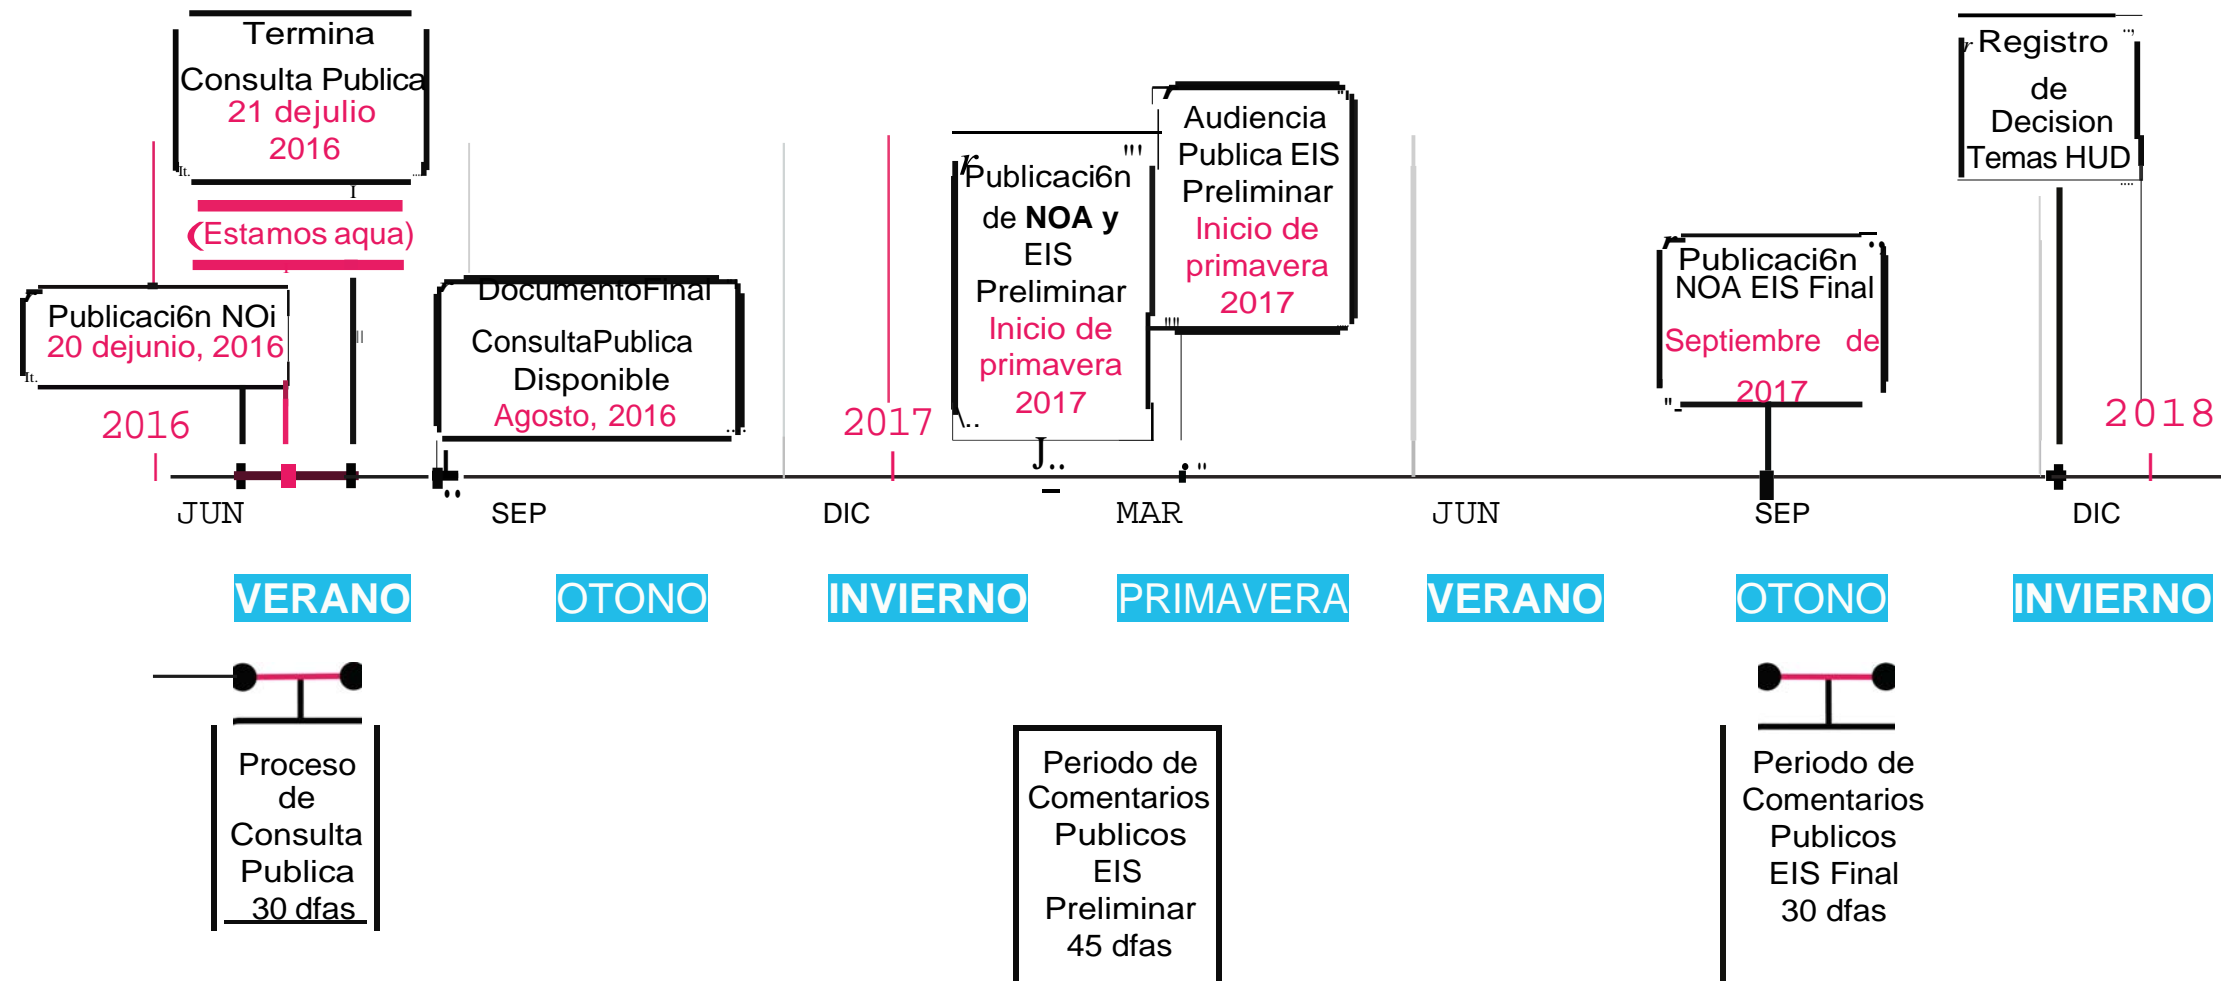 Termina
Consulta Publica
21 dejulio
2016
(Estamos aqua)
Publicaci6n NOi
20 dejunio, 2016
DocumentoFinal
ConsultaPublica
Disponible
Agosto, 2016
Publicaci6n
de NOA y
EIS
Preliminar
Inicio de
primavera
2017
Audiencia
Publica EIS
Preliminar
Inicio de
primavera
2017
Publicaci6n
NOA EIS Final
Septiembre de
2017
Registro
de
Decision
Temas HUD
2016
2017
2018
JUN
SEP
DIC
MAR
JUN
SEP
DIC
VERANO
OTONO
INVIERNO
PRIMAVERA
VERANO
OTONO
INVIERNO
Proceso
de
Consulta
Publica
30 dfas
Periodo de
Comentarios
Publicos
EIS
Preliminar
45 dfas
Periodo de
Comentarios
Publicos
EIS Final
30 dfas